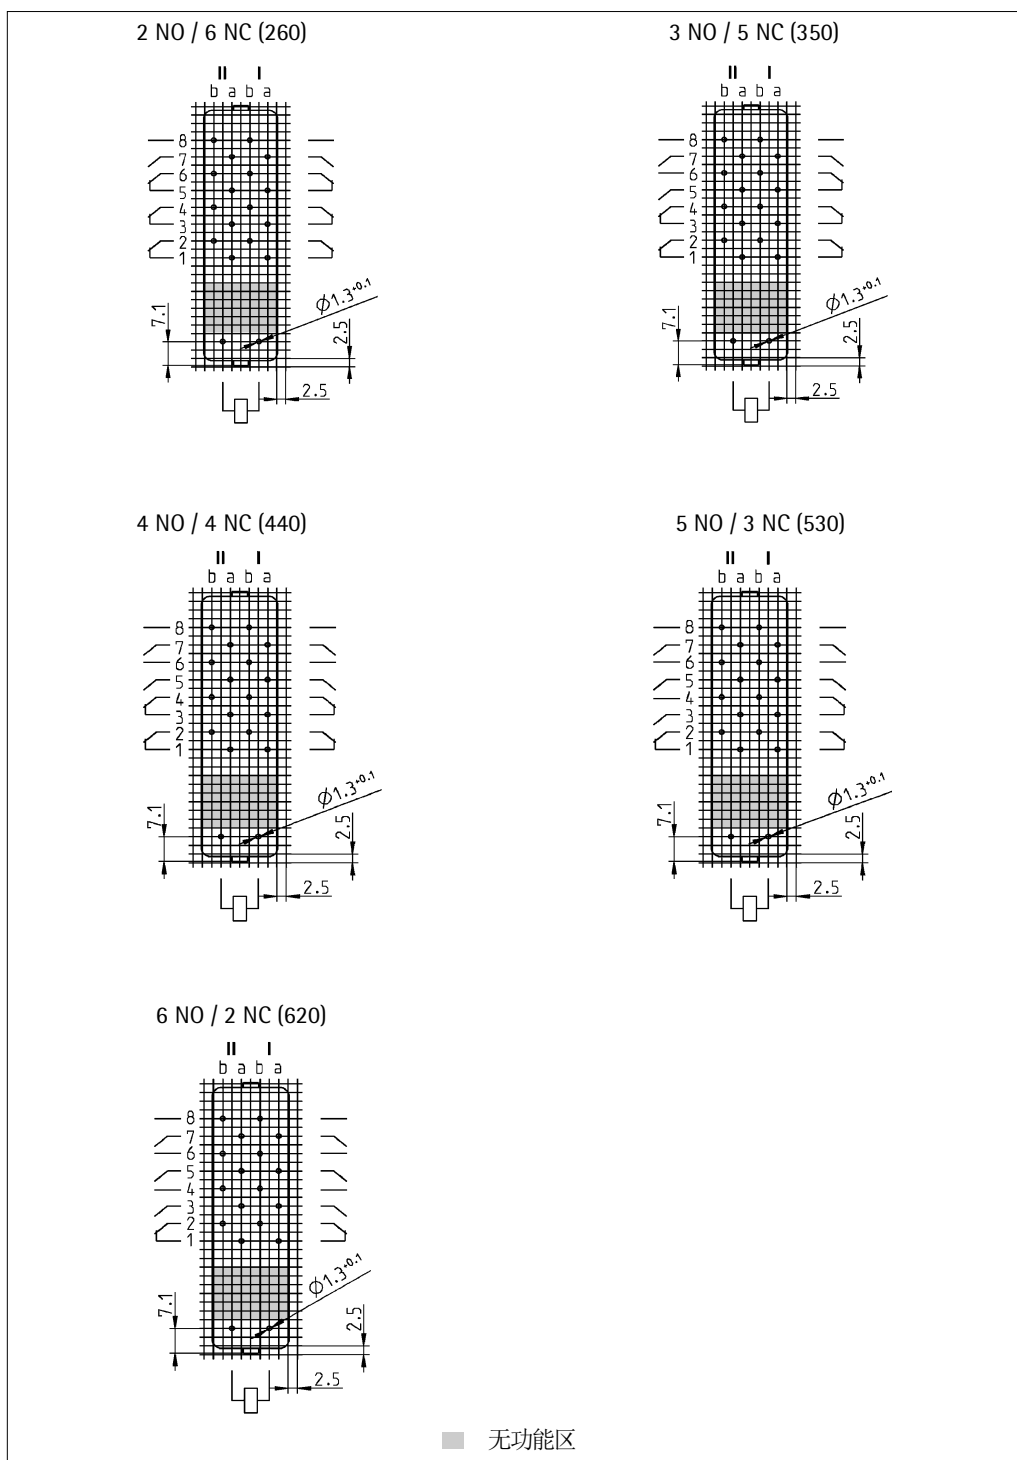 2 NO / 6 NC (260)
II I
b a b a
8
7
6
5
4
3
2
1
7.1
Ø1.3+0.1
2.5
2.5
3 NO / 5 NC (350)
II I
b a b a
8
7
6
5
4
3
2
1
7.1
Ø1.3+0.1
2.5
2.5
4 NO / 4 NC (440)
II I
b a b a
8
7
6
5
4
3
2
1
7.1
Ø1.3+0.1
2.5
2.5
5 NO / 3 NC (530)
II I
b a b a
8
7
6
5
4
3
2
1
7.1
Ø1.3+0.1
2.5
2.5
6 NO / 2 NC (620)
II I
b a b a
8
7
6
5
4
3
2
1
7.1
Ø1.3+0.1
2.5
2.5
无功能区